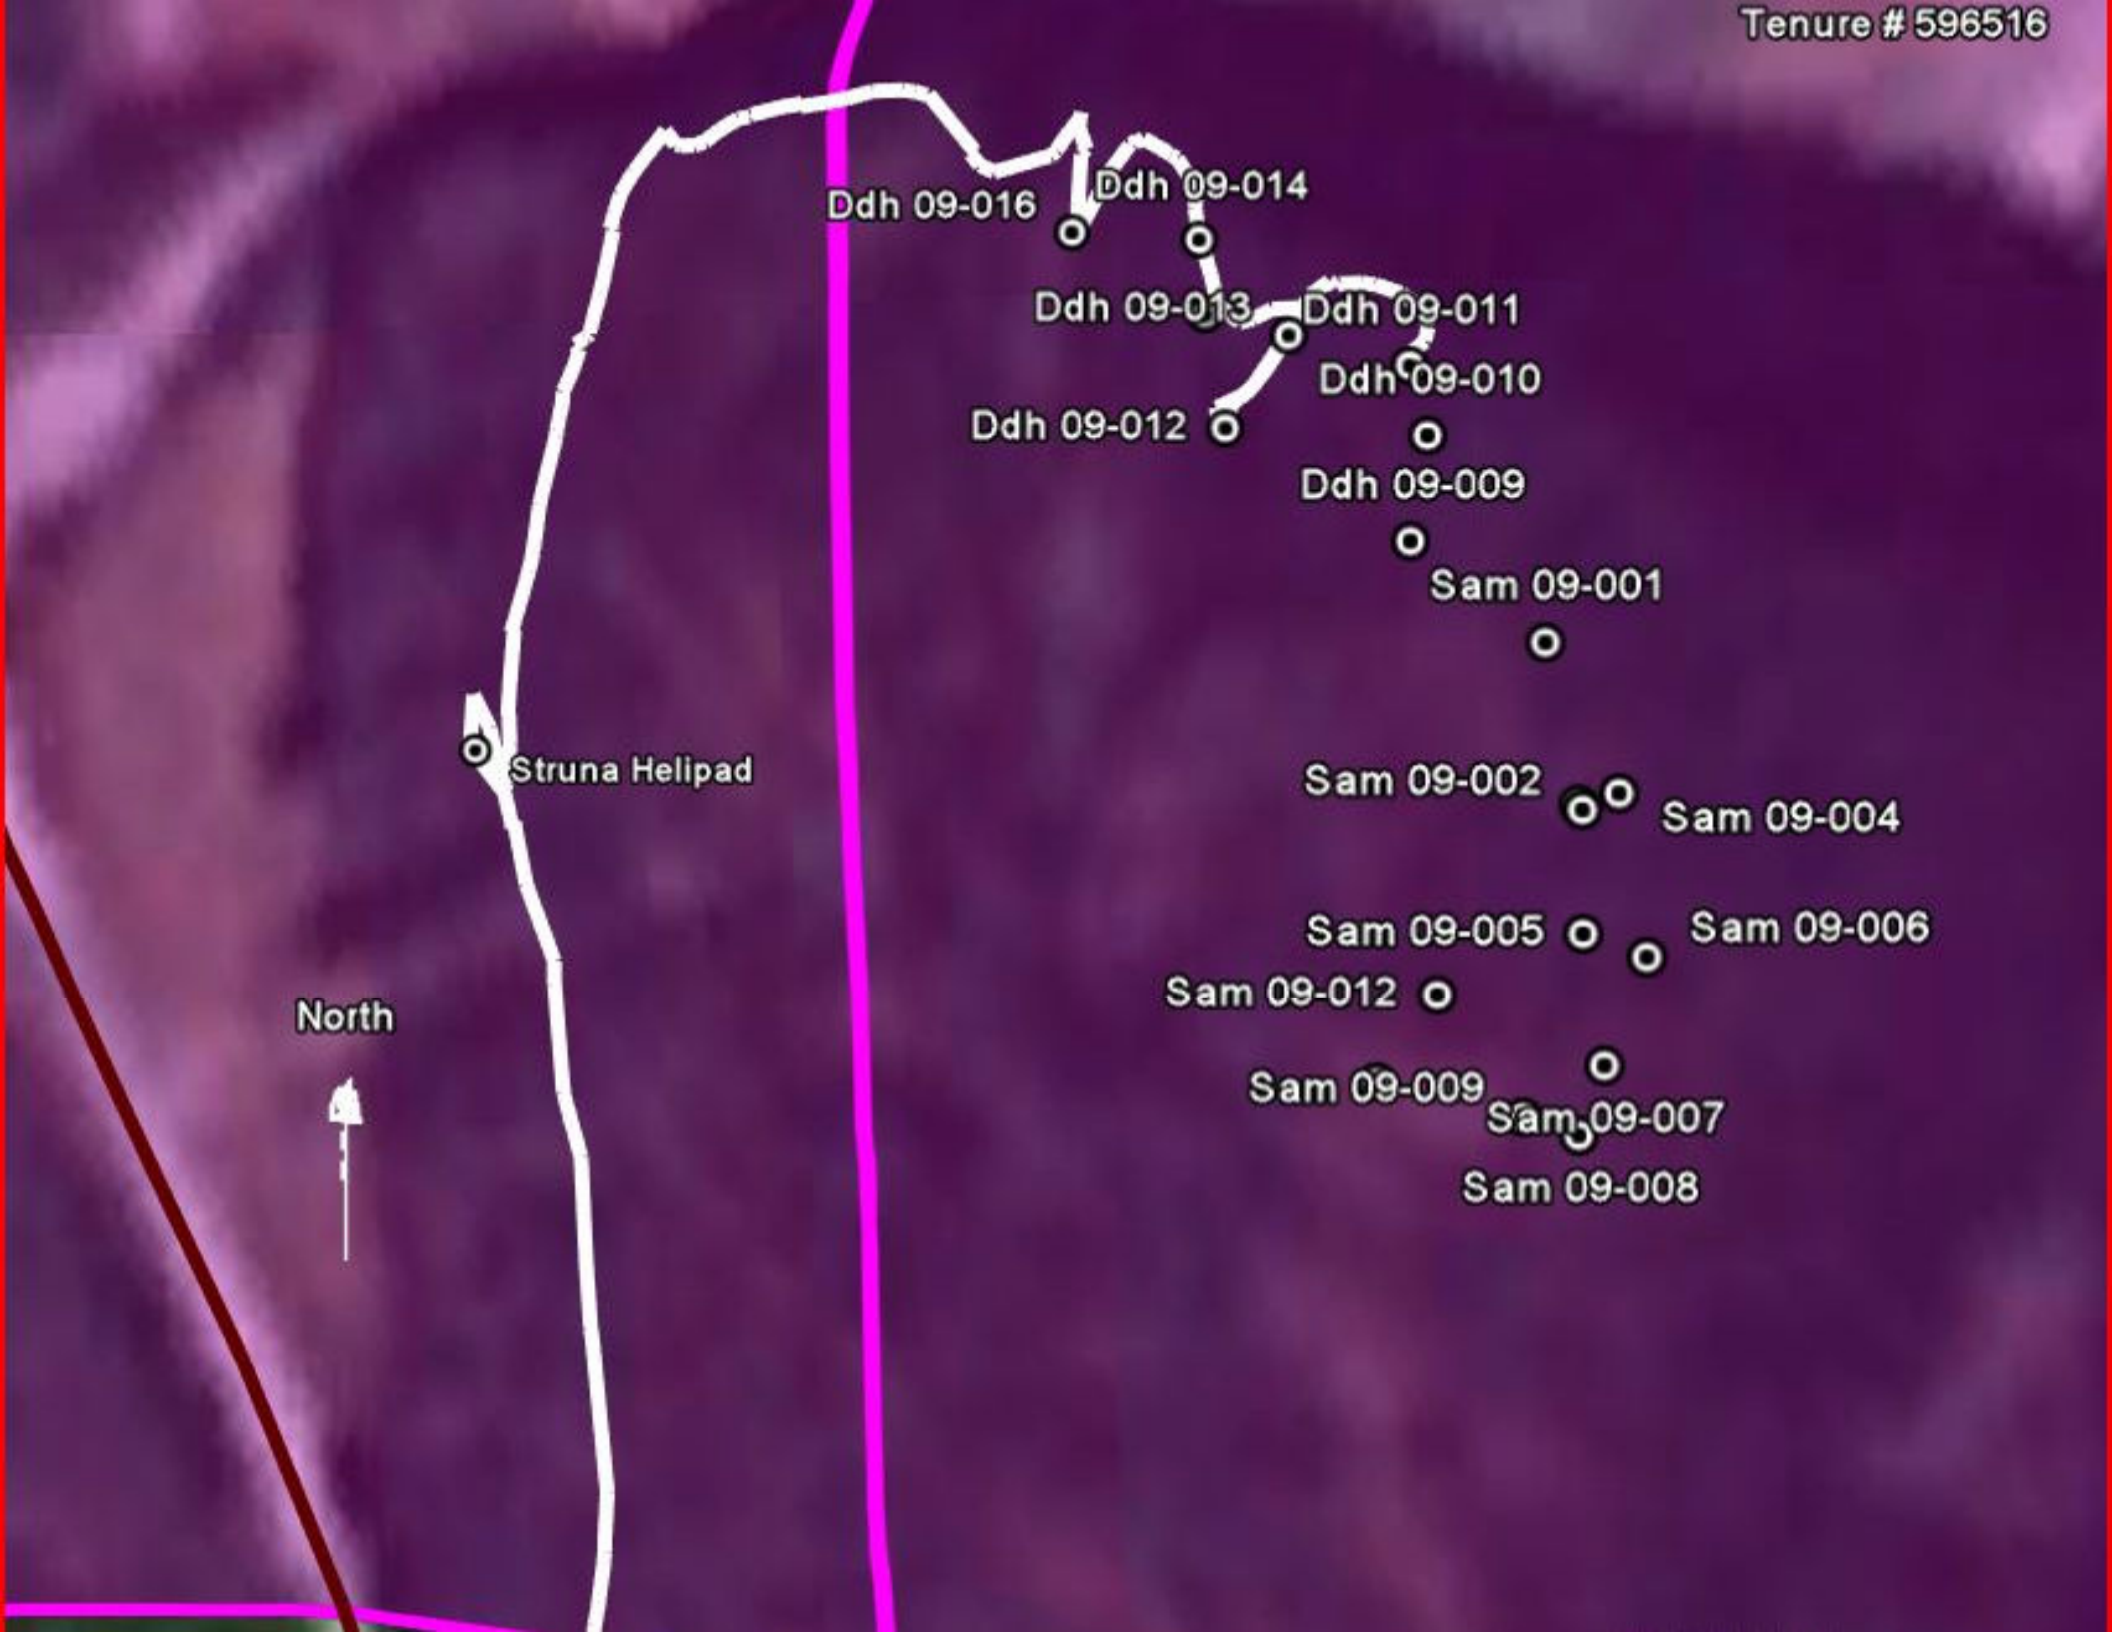 Tenure # 596516
Ddh 09-016
Ddh 09-014
Ddh 09-013
Ddh 09-011
Ddh 09-010
Ddh 09-012
Ddh 09-009
Sam 09-001
Struna Helipad
Sam 09-002
Sam 09-004
Sam 09-005
Sam 09-006
Sam 09-012
North
Sam 09-009
Sam 09-007
Sam 09-008